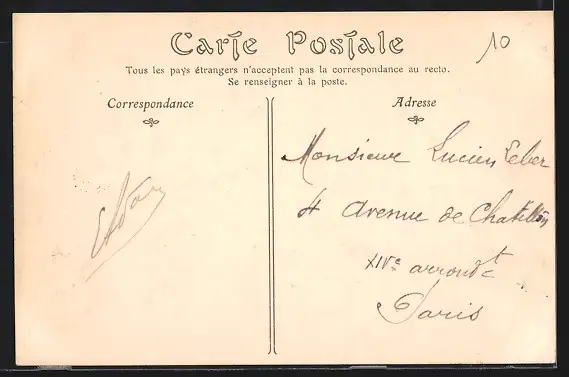 Carte Postale
10
Tous les pays étrangers n'acceptent pas la correspondance au recto.
Se renseigner à la poste.
Correspondance
Adresse
Monsieur Lucien Leber
4 avenue de Chatillon
XIVe arrondt
Paris